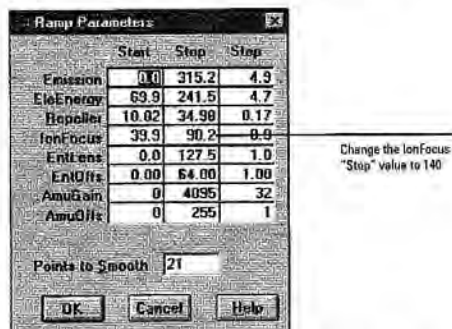 Ramp Parameters
Start Stop Step
Emission 0.0 315.2 4.9
EleEnergy 69.9 241.5 4.7
Repeller 10.02 34.90 0.17
IonFocus 39.9 90.2 0.9
EntLens 0.0 127.5 1.0
EntOffs 0.00 64.00 1.00
AmuGain 0 4095 32
AmuOffs 0 255 1
Points to Smooth 21
OK Cancel Help
Change the IonFocus
"Stop" value to 140